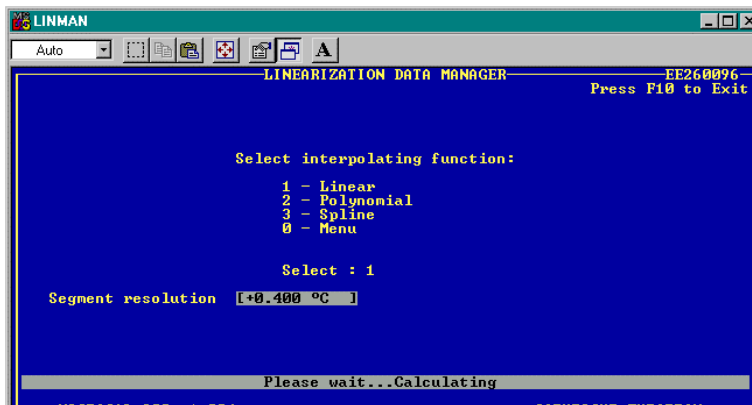 LINMAN
Auto
A
LINEARIZATION DATA MANAGER EE260096
Press F10 to Exit
Select interpolating function:
1 - Linear
2 - Polynomial
3 - Spline
0 - Menu
Select : 1
Segment resolution [+0.400 ºC ]
Please wait...Calculating